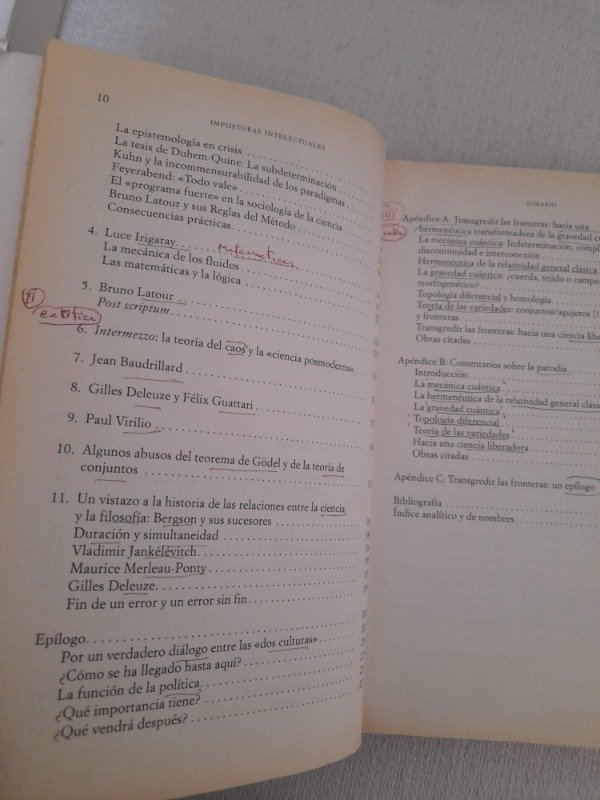 10
IMPOSTURAS INTELECTUALES
La epistemología en crisis
La tesis de Duhem-Quine: La subdeterminación
Kuhn y la inconmensurabilidad de los paradigmas
Feyerabend: «Todo vale»
El «programa fuerte» en la sociología de la ciencia
Bruno Latour y sus Reglas del Método
Consecuencias prácticas
4. Luce Irigaray matemáticas
La mecánica de los fluidos
Las matemáticas y la lógica
5. Bruno Latour
Post scriptum
6. Intermezzo: la teoría del caos y la «ciencia posmoderna»
7. Jean Baudrillard
8. Gilles Deleuze y Félix Guattari
9. Paul Virilio
10. Algunos abusos del teorema de Gödel y de la teoría de
conjuntos
11. Un vistazo a la historia de las relaciones entre la ciencia
y la filosofía: Bergson y sus sucesores
Duración y simultaneidad
Vladimir Jankélévitch
Maurice Merleau-Ponty
Gilles Deleuze
Fin de un error y un error sin fin
Epílogo
Por un verdadero diálogo entre las «dos culturas»
¿Cómo se ha llegado hasta aquí?
La función de la política
¿Qué importancia tiene?
¿Qué vendrá después?
SUMARIO
Apéndice A: Transgredir las fronteras: hacia una
hermenéutica transformadora de la gravedad
La mecánica cuántica: Indeterminación,
discontinuidad e interconexión
Hermenéutica de la relatividad general clásica
La gravedad cuántica: ¿cuerda, tejido o campo
morfogenético?
Topología diferencial y homología
Teoría de las variedades: conjuntos/agujeros
y fronteras
Transgredir las fronteras: hacia una ciencia
Obras citadas
Apéndice B: Comentarios sobre la parodia
Introducción
La mecánica cuántica
La hermenéutica de la relatividad general
La gravedad cuántica
Topología diferencial
Teoría de las variedades
Hacia una ciencia liberadora
Obras citadas
Apéndice C: Transgredir las fronteras: un epílogo
Bibliografía
Índice analítico y de nombres